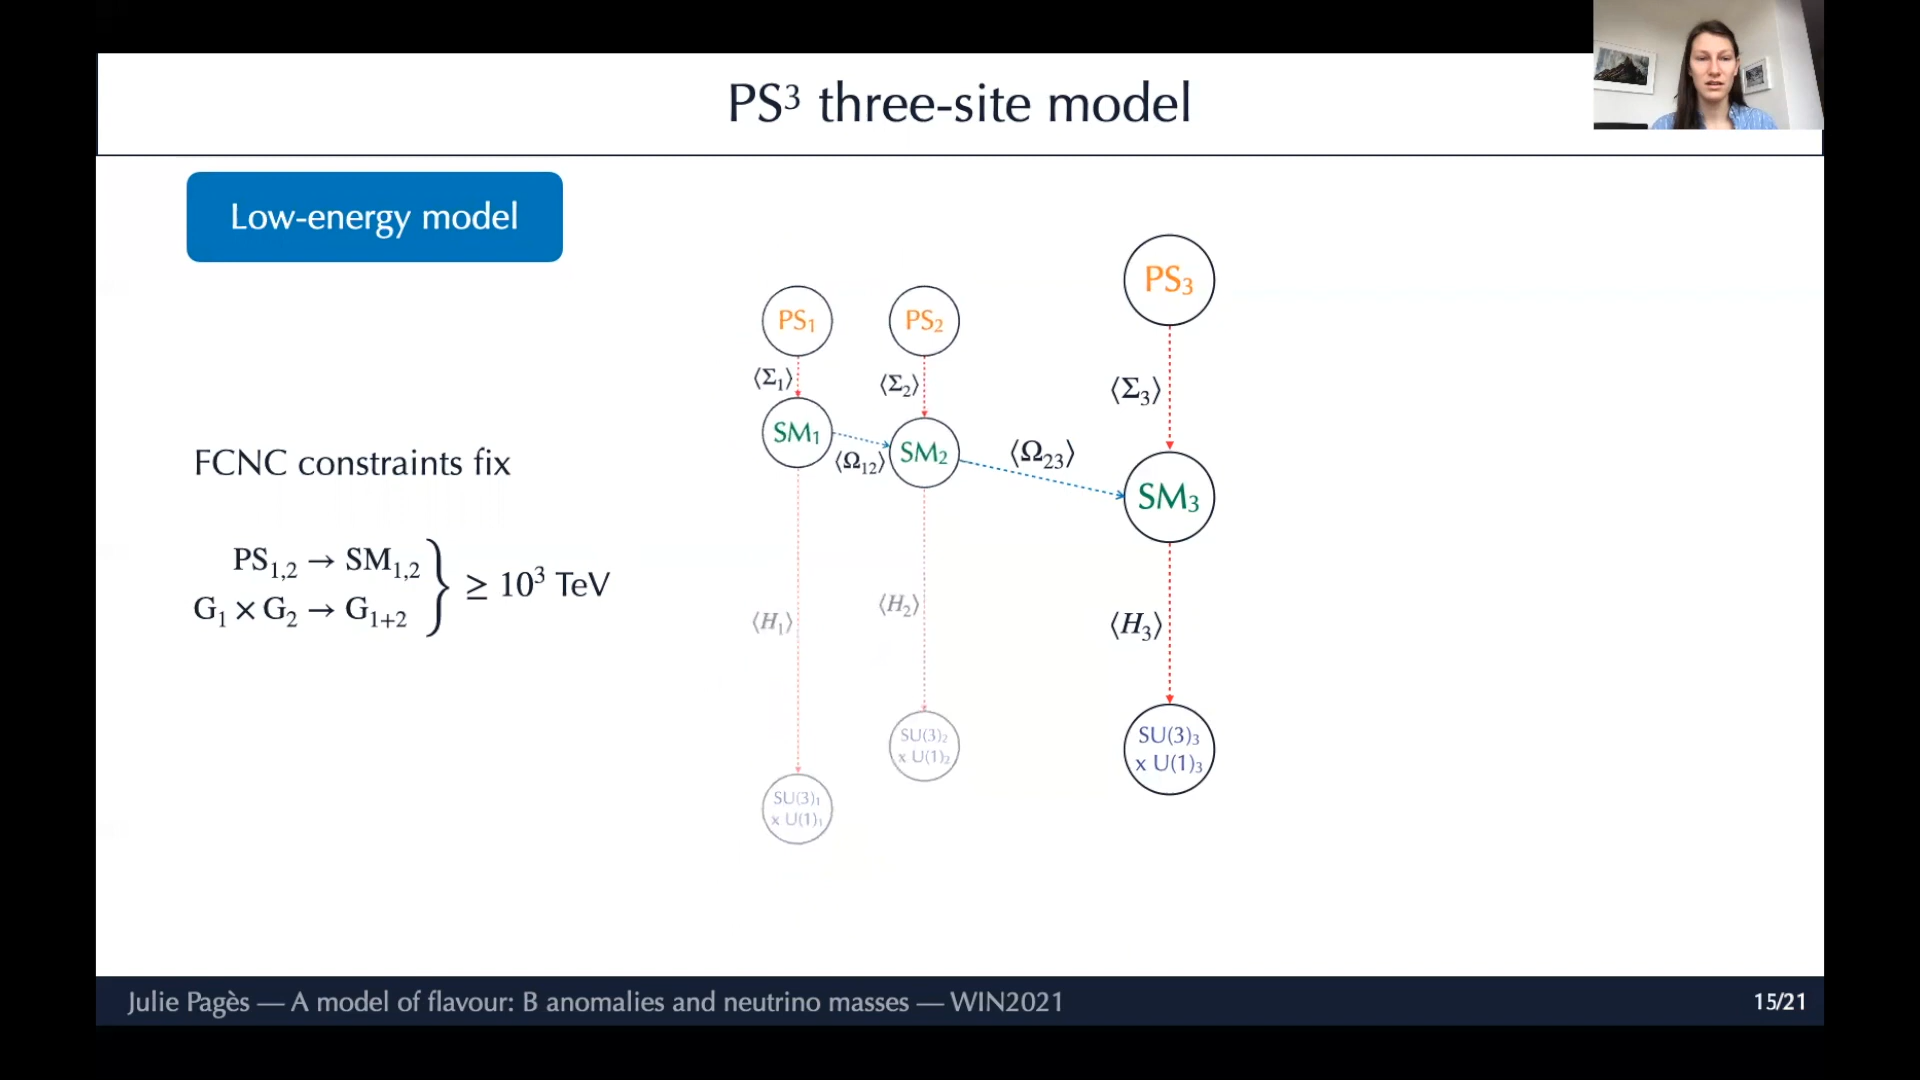 PS³ three-site model
Low-energy model
FCNC constraints fix
PS₁,₂ → SM₁,₂
G₁ × G₂ → G₁₊₂
} ≥ 10³ TeV
PS₁
PS₂
PS₃
⟨Σ₁⟩
⟨Σ₂⟩
⟨Σ₃⟩
SM₁
⟨Ω₁₂⟩
SM₂
⟨Ω₂₃⟩
SM₃
⟨H₁⟩
⟨H₂⟩
⟨H₃⟩
SU(3)₁
x U(1)₁
SU(3)₂
x U(1)₂
SU(3)₃
x U(1)₃
Julie Pagès — A model of flavour: B anomalies and neutrino masses — WIN2021
15/21